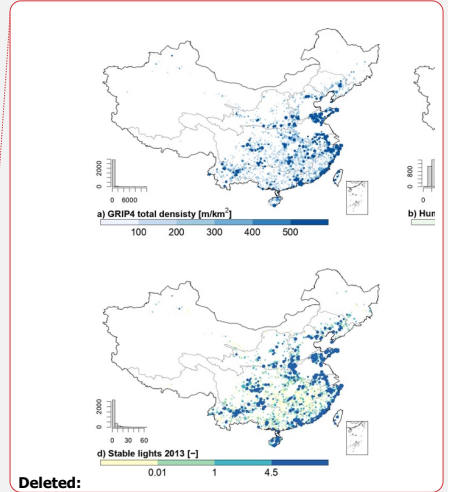 2000
0
0 6000
a) GRIP4 total densisty [m/km²]
100 200 300 400 500
800
0
0
b) Hun
2000
0
0 30 60
d) Stable lights 2013 [−]
0.01 1 4.5
Deleted: